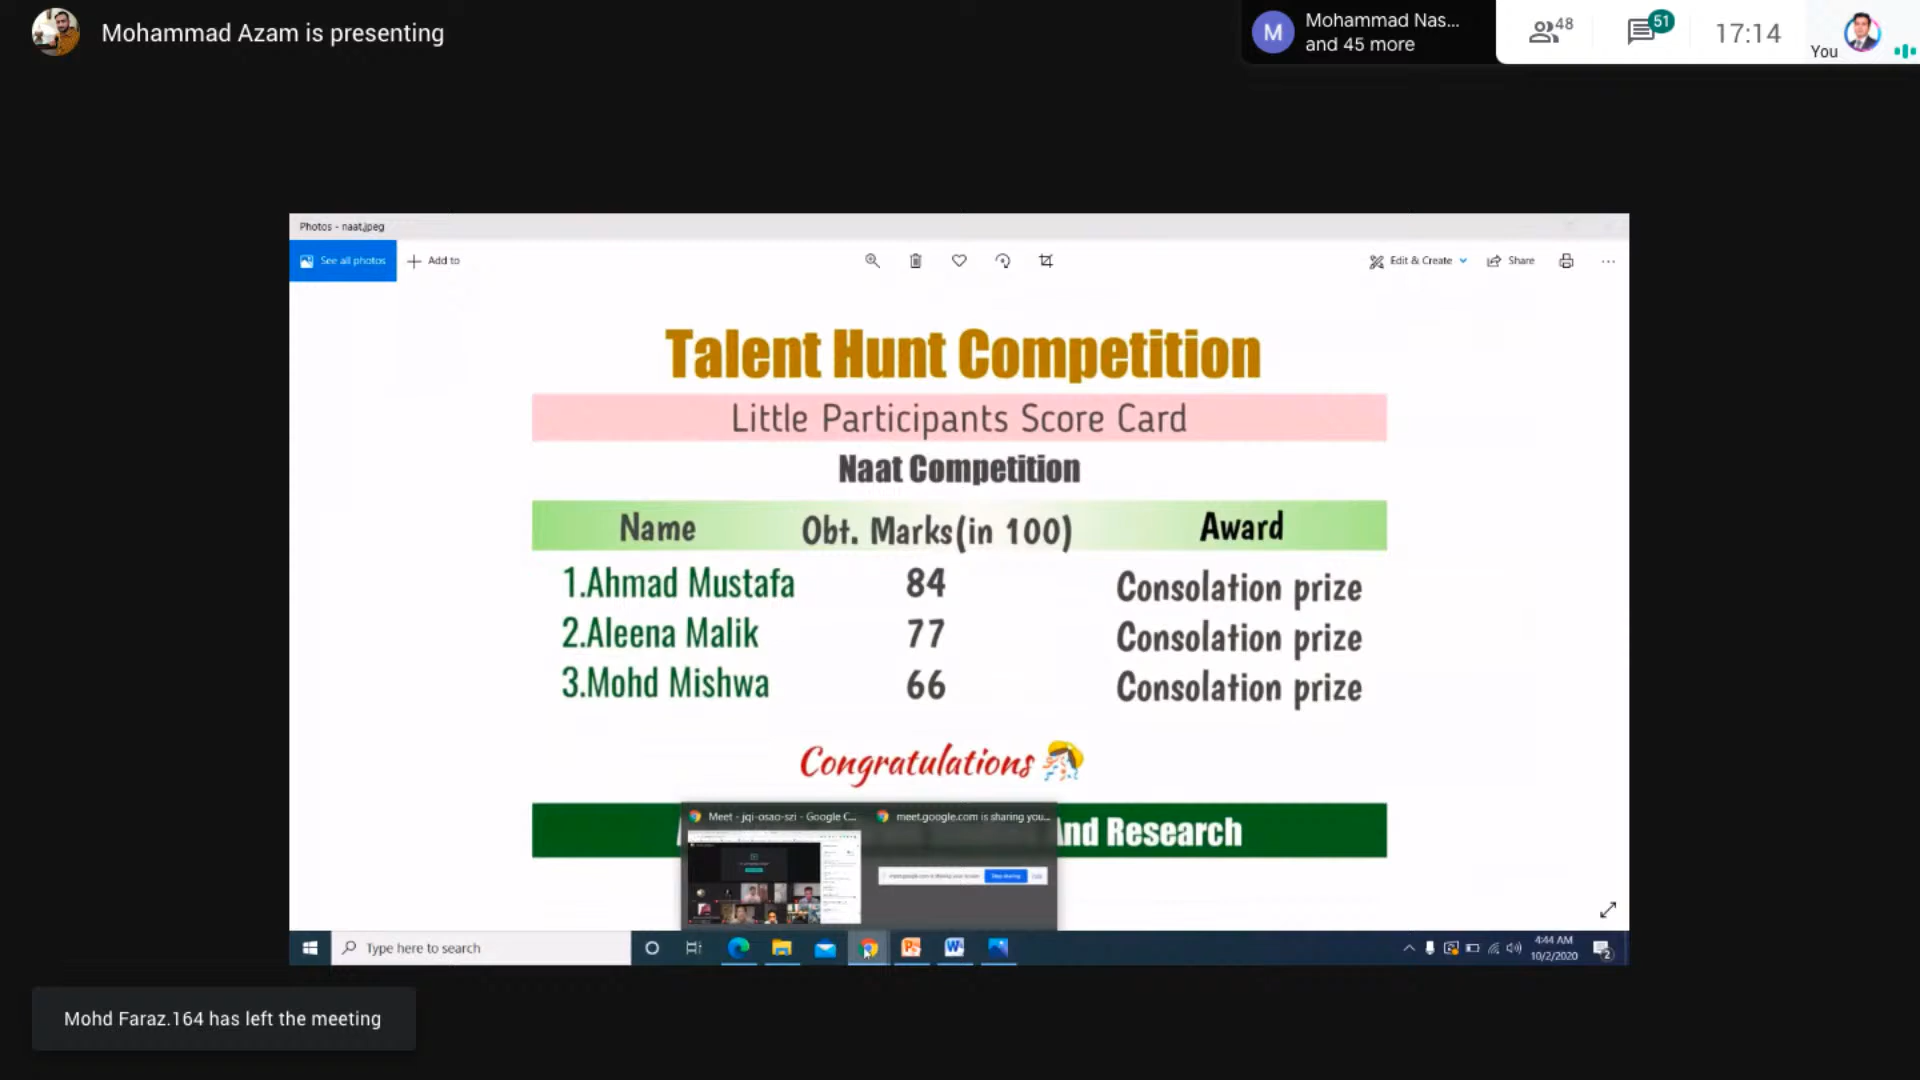 Mohammad Azam is presenting
M
Mohammad Nas...
and 45 more
48
51
17:14
You
Photos - naat.jpeg
See all photos
Add to
Edit & Create
Share
Talent Hunt Competition
Little Participants Score Card
Naat Competition
Name Obt. Marks(in 100) Award
1.Ahmad Mustafa 84 Consolation prize
2.Aleena Malik 77 Consolation prize
3.Mohd Mishwa 66 Consolation prize
Congratulations
And Research
Meet - jqi-osao-szi - Google C...
meet.google.com is sharing you...
Stop sharing
Type here to search
4:44 AM
10/2/2020
2
Mohd Faraz.164 has left the meeting